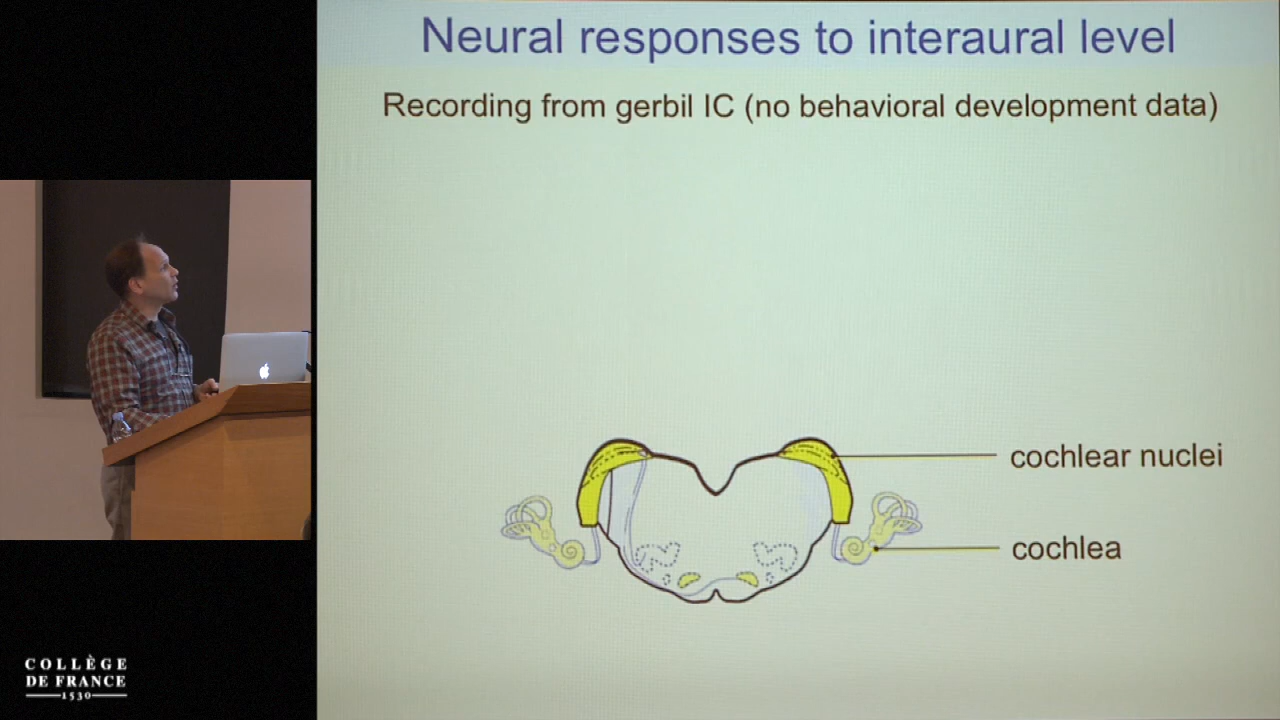 Neural responses to interaural level
Recording from gerbil IC (no behavioral development data)
cochlear nuclei
cochlea
COLLÈGE
DE FRANCE
1530